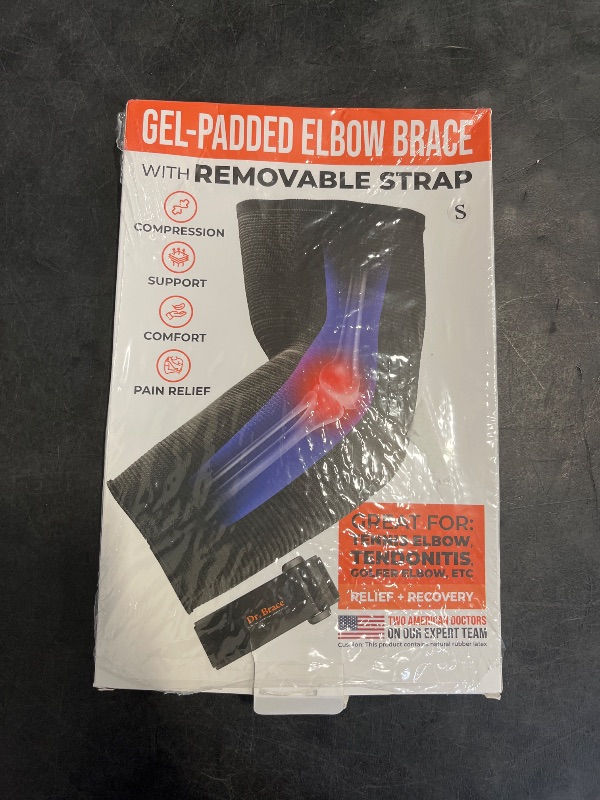 GEL-PADDED ELBOW BRACE
WITH REMOVABLE STRAP
S
COMPRESSION
SUPPORT
COMFORT
PAIN RELIEF
GREAT FOR:
TENNIS ELBOW,
TENDONITIS,
GOLFER ELBOW, ETC
RELIEF + RECOVERY
Dr. Brace
TWO AMERICAN DOCTORS
ON OUR EXPERT TEAM
This product contains natural rubber latex